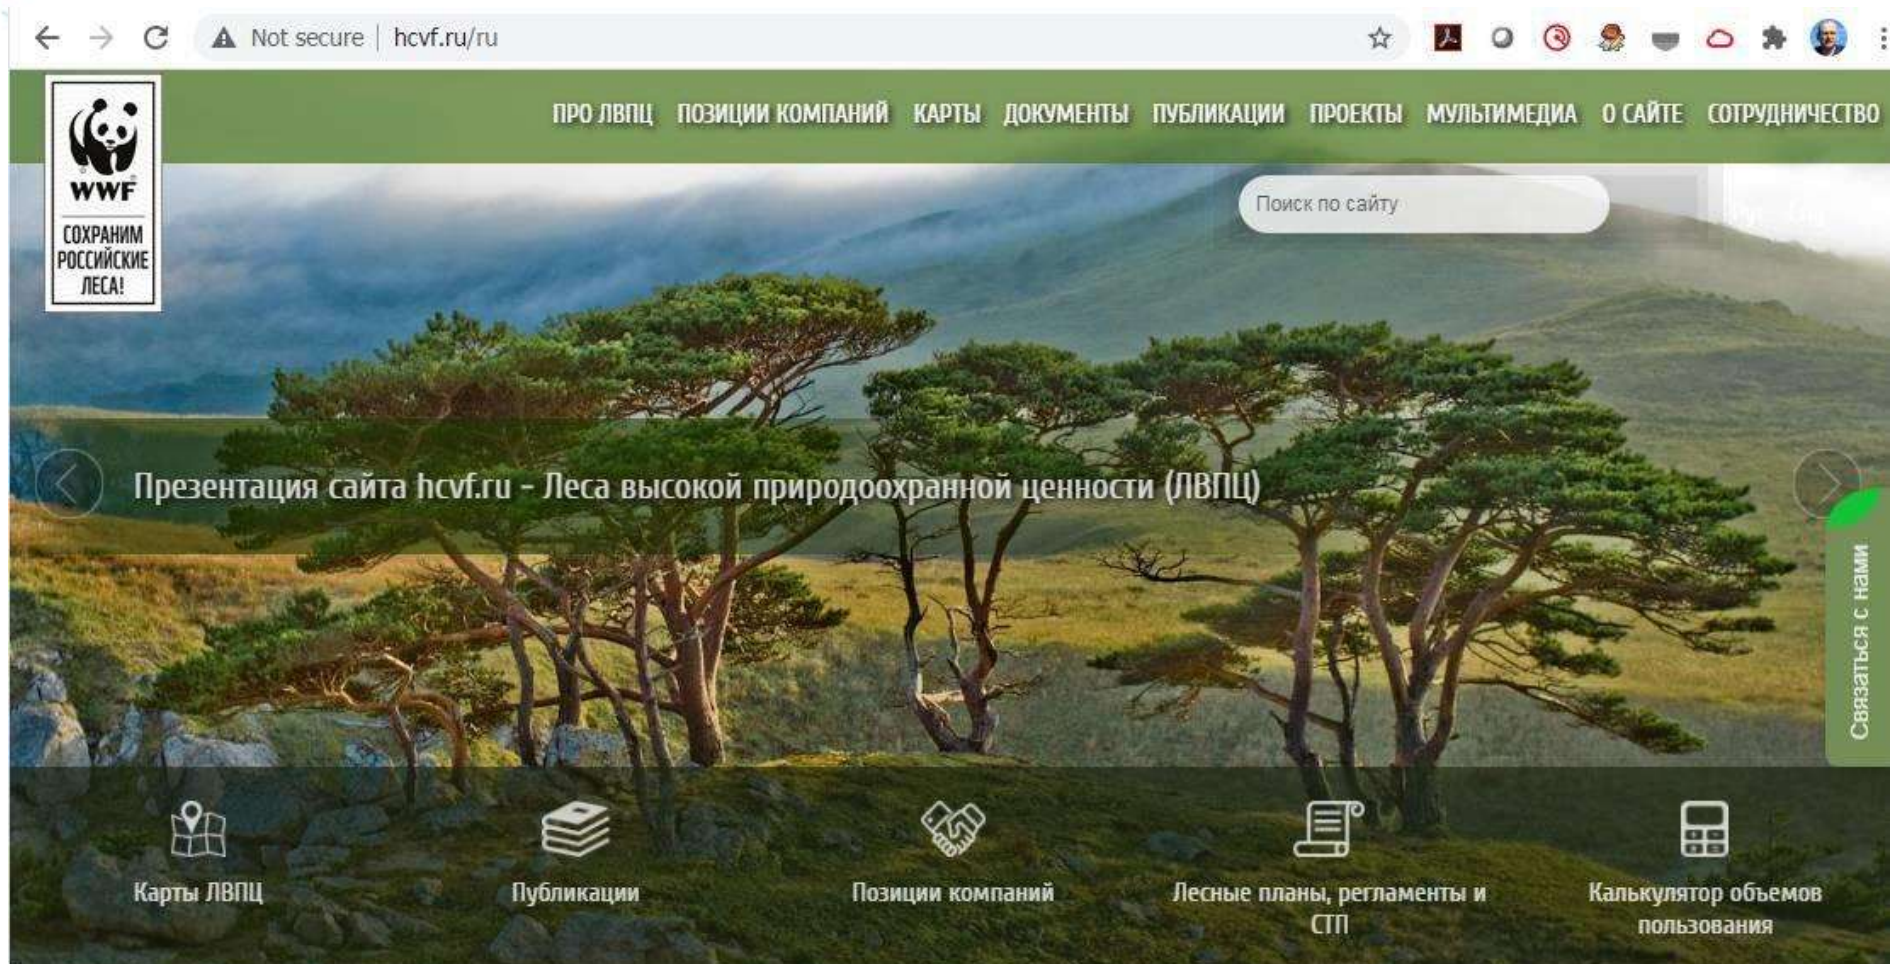 Not secure | hcvf.ru/ru
ПРО ЛВПЦ ПОЗИЦИИ КОМПАНИЙ КАРТЫ ДОКУМЕНТЫ ПУБЛИКАЦИИ ПРОЕКТЫ МУЛЬТИМЕДИА О САЙТЕ СОТРУДНИЧЕСТВО
WWF
СОХРАНИМ
РОССИЙСКИЕ
ЛЕСА!
Поиск по сайту
Презентация сайта hcvf.ru - Леса высокой природоохранной ценности (ЛВПЦ)
Связаться с нами
Карты ЛВПЦ
Публикации
Позиции компаний
Лесные планы, регламенты и
СТП
Калькулятор объемов
пользования